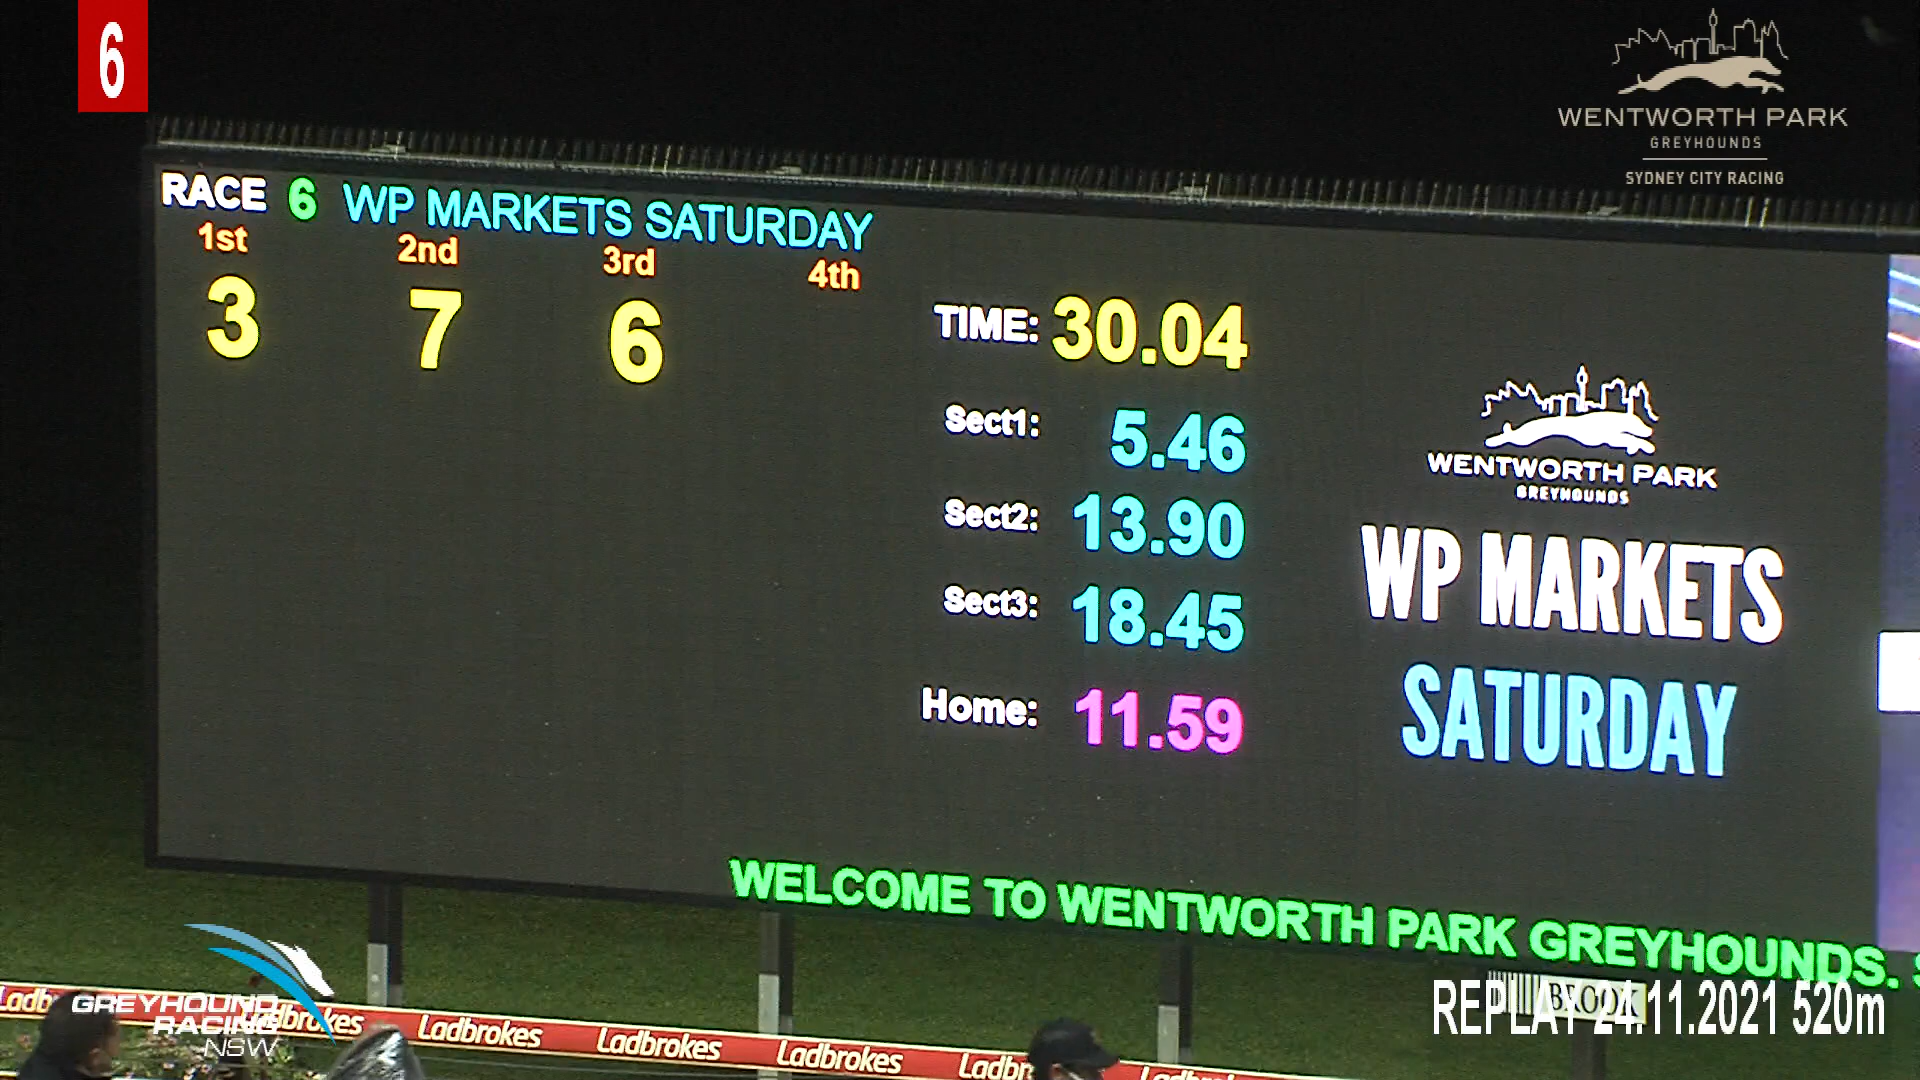 6
WENTWORTH PARK
GREYHOUNDS
SYDNEY CITY RACING
RACE 6 WP MARKETS SATURDAY
1st 2nd 3rd 4th
3 7 6
TIME: 30.04
Sect1: 5.46
Sect2: 13.90
Sect3: 18.45
Home: 11.59
WENTWORTH PARK
GREYHOUNDS
WP MARKETS
SATURDAY
WELCOME TO WENTWORTH PARK GREYHOUNDS.
GREYHOUND
RACING
NSW
Ladbrokes Ladbrokes Ladbrokes Ladbrokes
REPLAY 24.11.2021 520m